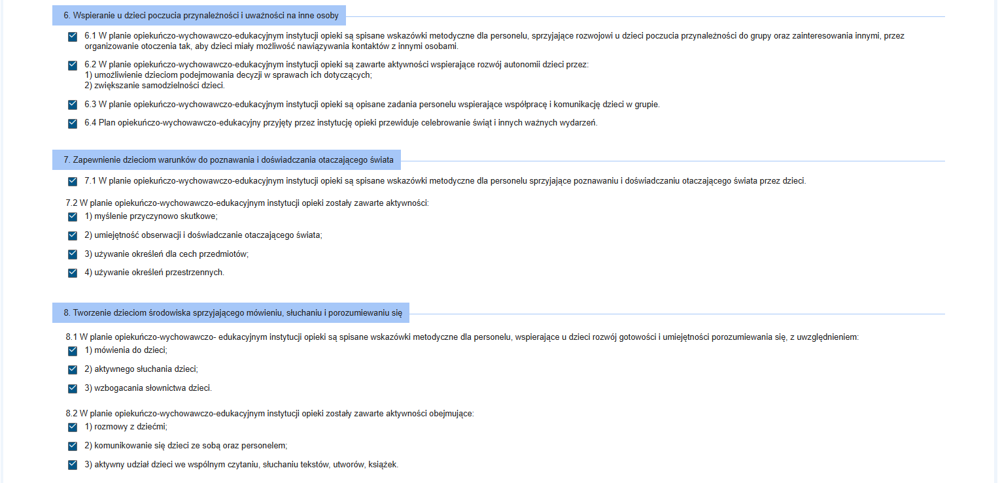 6. Wspieranie u dzieci poczucia przynależności i uważności na inne osoby
6.1 W planie opiekuńczo-wychowawczo-edukacyjnym instytucji opieki są spisane wskazówki metodyczne dla personelu, sprzyjające rozwojowi u dzieci poczucia przynależności do grupy oraz zainteresowania innymi, przez
organizowanie otoczenia tak, aby dzieci miały możliwość nawiązywania kontaktów z innymi osobami.
6.2 W planie opiekuńczo-wychowawczo-edukacyjnym instytucji opieki są zawarte aktywności wspierające rozwój autonomii dzieci przez:
1) umożliwienie dzieciom podejmowania decyzji w sprawach ich dotyczących;
2) zwiększanie samodzielności dzieci.
6.3 W planie opiekuńczo-wychowawczo-edukacyjnym instytucji opieki są opisane zadania personelu wspierające współpracę i komunikację dzieci w grupie.
6.4 Plan opiekuńczo-wychowawczo-edukacyjny przyjęty przez instytucję opieki przewiduje celebrowanie świąt i innych ważnych wydarzeń.
7. Zapewnienie dzieciom warunków do poznawania i doświadczania otaczającego świata
7.1 W planie opiekuńczo-wychowawczo-edukacyjnym instytucji opieki są spisane wskazówki metodyczne dla personelu sprzyjające poznawaniu i doświadczaniu otaczającego świata przez dzieci.
7.2 W planie opiekuńczo-wychowawczo-edukacyjnym instytucji opieki zostały zawarte aktywności:
1) myślenie przyczynowo skutkowe;
2) umiejętność obserwacji i doświadczanie otaczającego świata;
3) używanie określeń dla cech przedmiotów;
4) używanie określeń przestrzennych.
8. Tworzenie dzieciom środowiska sprzyjającego mówieniu, słuchaniu i porozumiewaniu się
8.1 W planie opiekuńczo-wychowawczo- edukacyjnym instytucji opieki są spisane wskazówki metodyczne dla personelu, wspierające u dzieci rozwój gotowości i umiejętności porozumiewania się, z uwzględnieniem:
1) mówienia do dzieci;
2) aktywnego słuchania dzieci;
3) wzbogacania słownictwa dzieci.
8.2 W planie opiekuńczo-wychowawczo-edukacyjnym instytucji opieki zostały zawarte aktywności obejmujące:
1) rozmowy z dziećmi;
2) komunikowanie się dzieci ze sobą oraz personelem;
3) aktywny udział dzieci we wspólnym czytaniu, słuchaniu tekstów, utworów, książek.